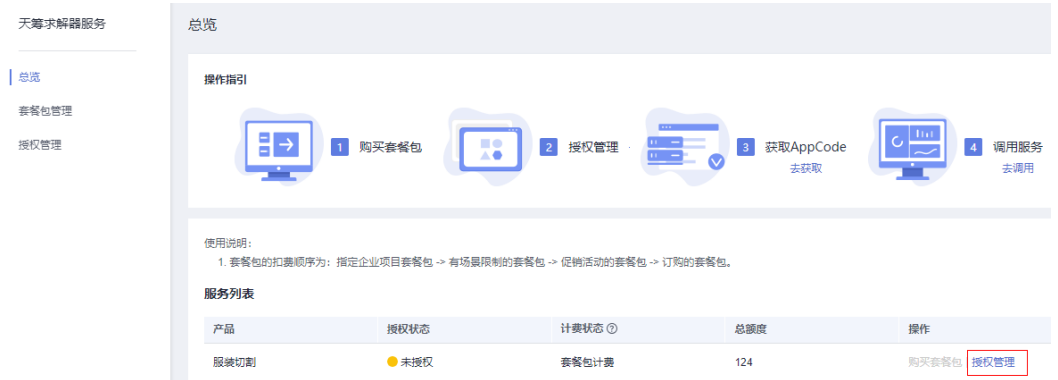 天筹求解器服务
总览
套餐包管理
授权管理
总览
操作指引
1 购买套餐包
2 授权管理
3 获取AppCode
去获取
4 调用服务
去调用
使用说明：
1. 套餐包的扣费顺序为：指定企业项目套餐包 -> 有场景限制的套餐包 -> 促销活动的套餐包 -> 订购的套餐包。
服务列表
产品 授权状态 计费状态 ? 总额度 操作
服装切割 未授权 套餐包计费 124 购买套餐包 授权管理